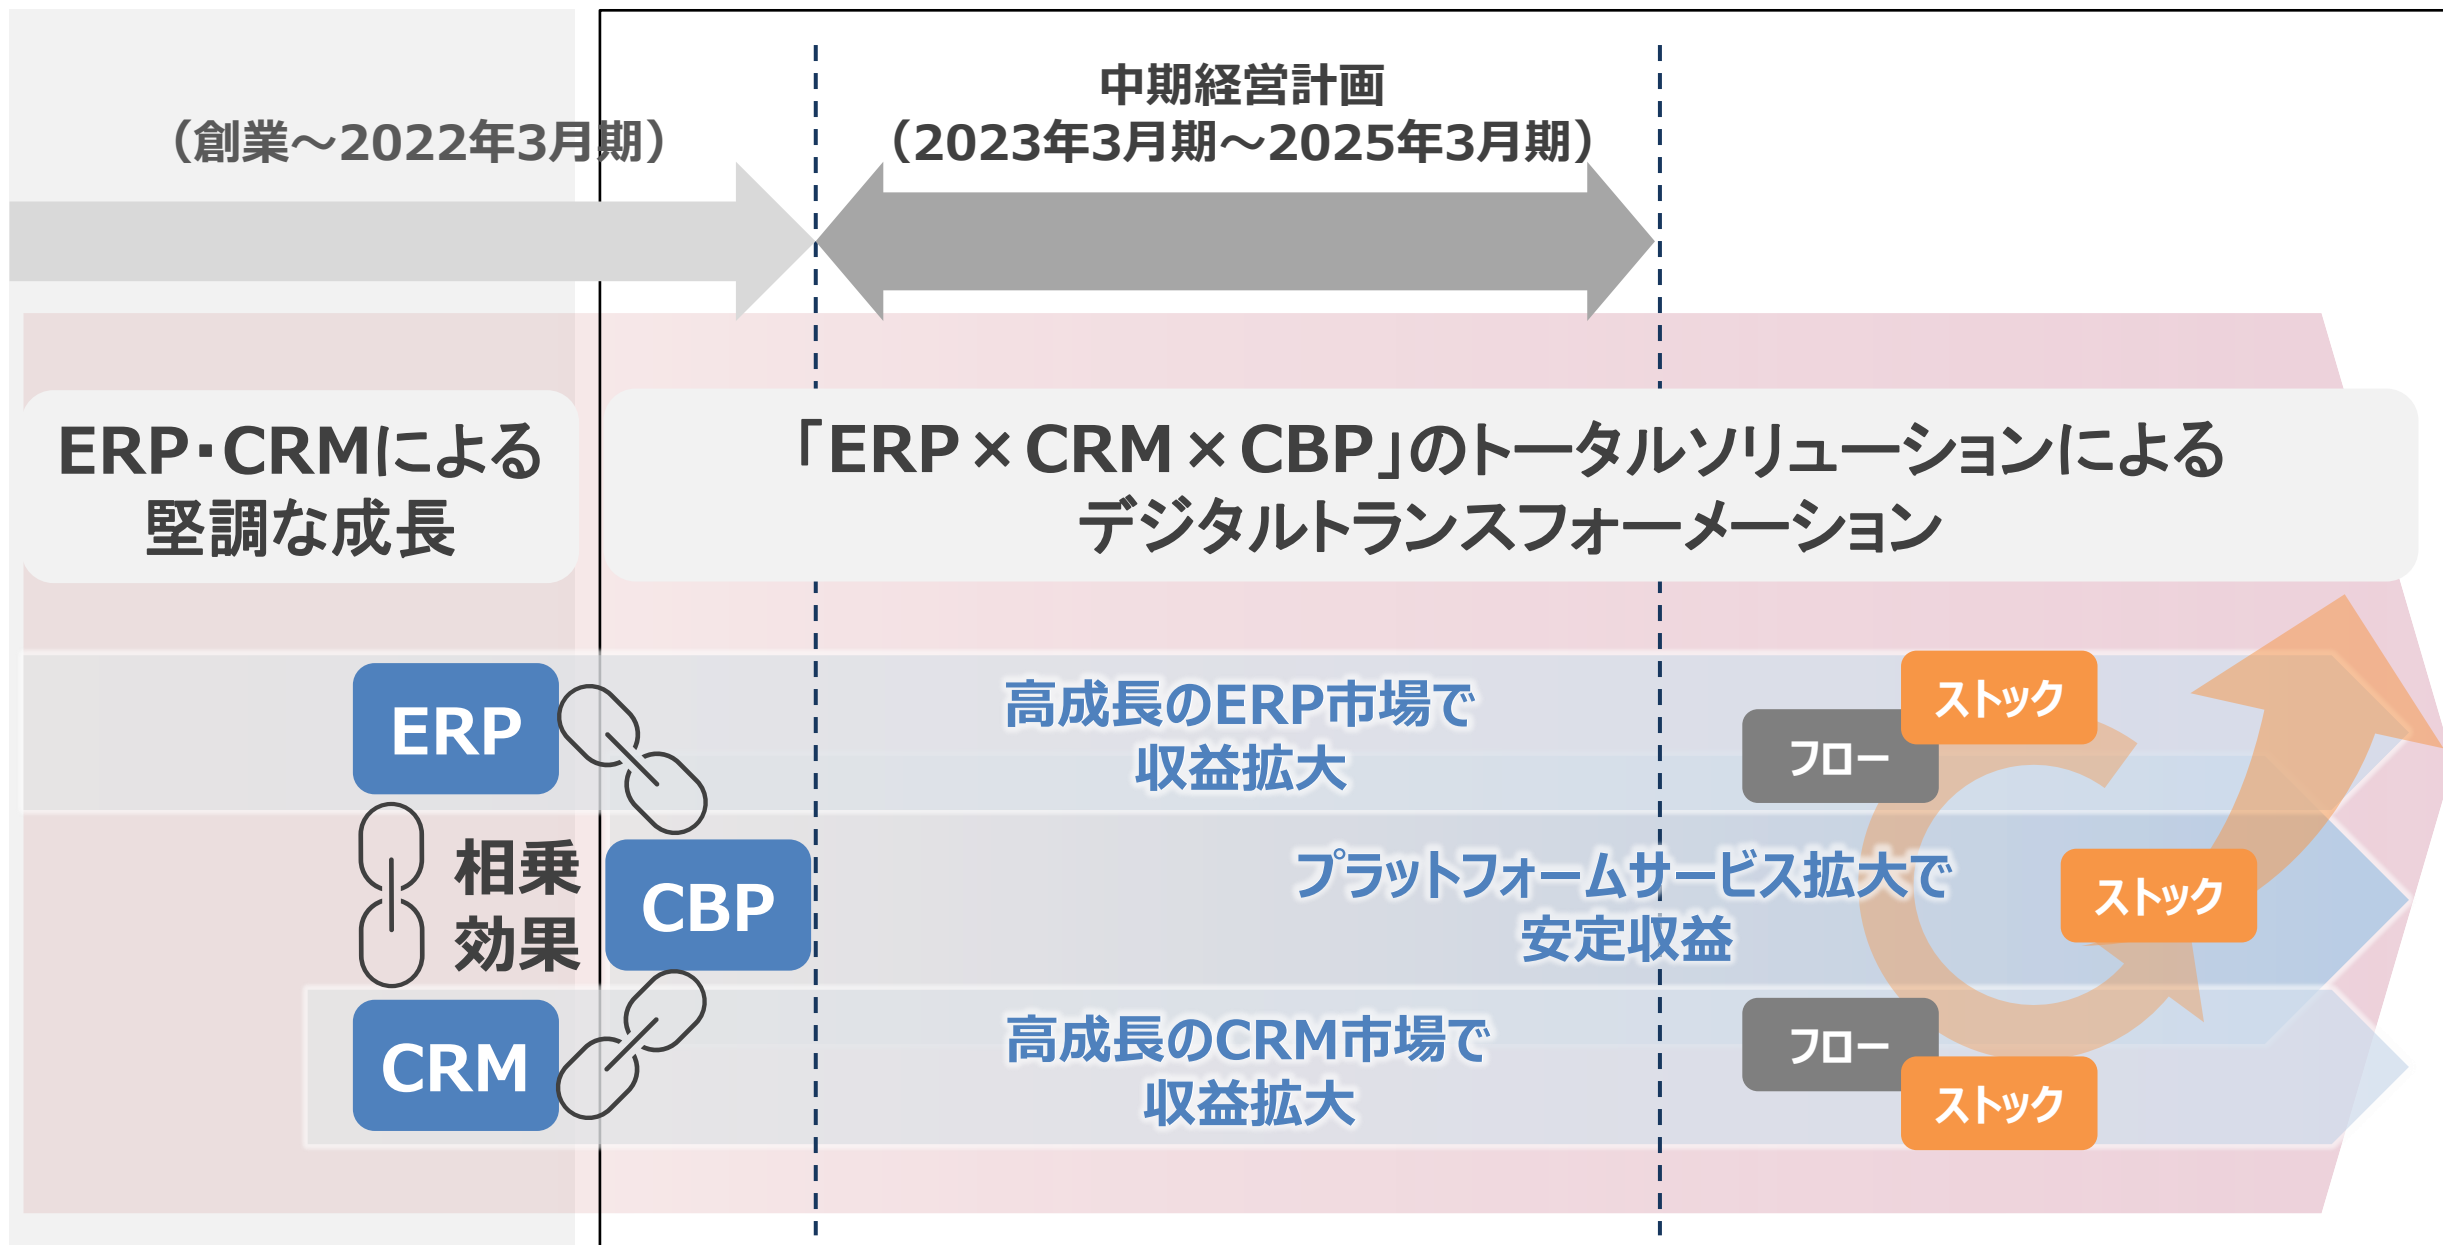 (創業～2022年3月期)
中期経営計画
(2023年3月期～2025年3月期)
ERP・CRMによる
堅調な成長
「ERP×CRM×CBP」のトータルソリューションによる
デジタルトランスフォーメーション
ERP
高成長のERP市場で
収益拡大
フロー
ストック
相乗
効果
CBP
プラットフォームサービス拡大で
安定収益
ストック
CRM
高成長のCRM市場で
収益拡大
フロー
ストック